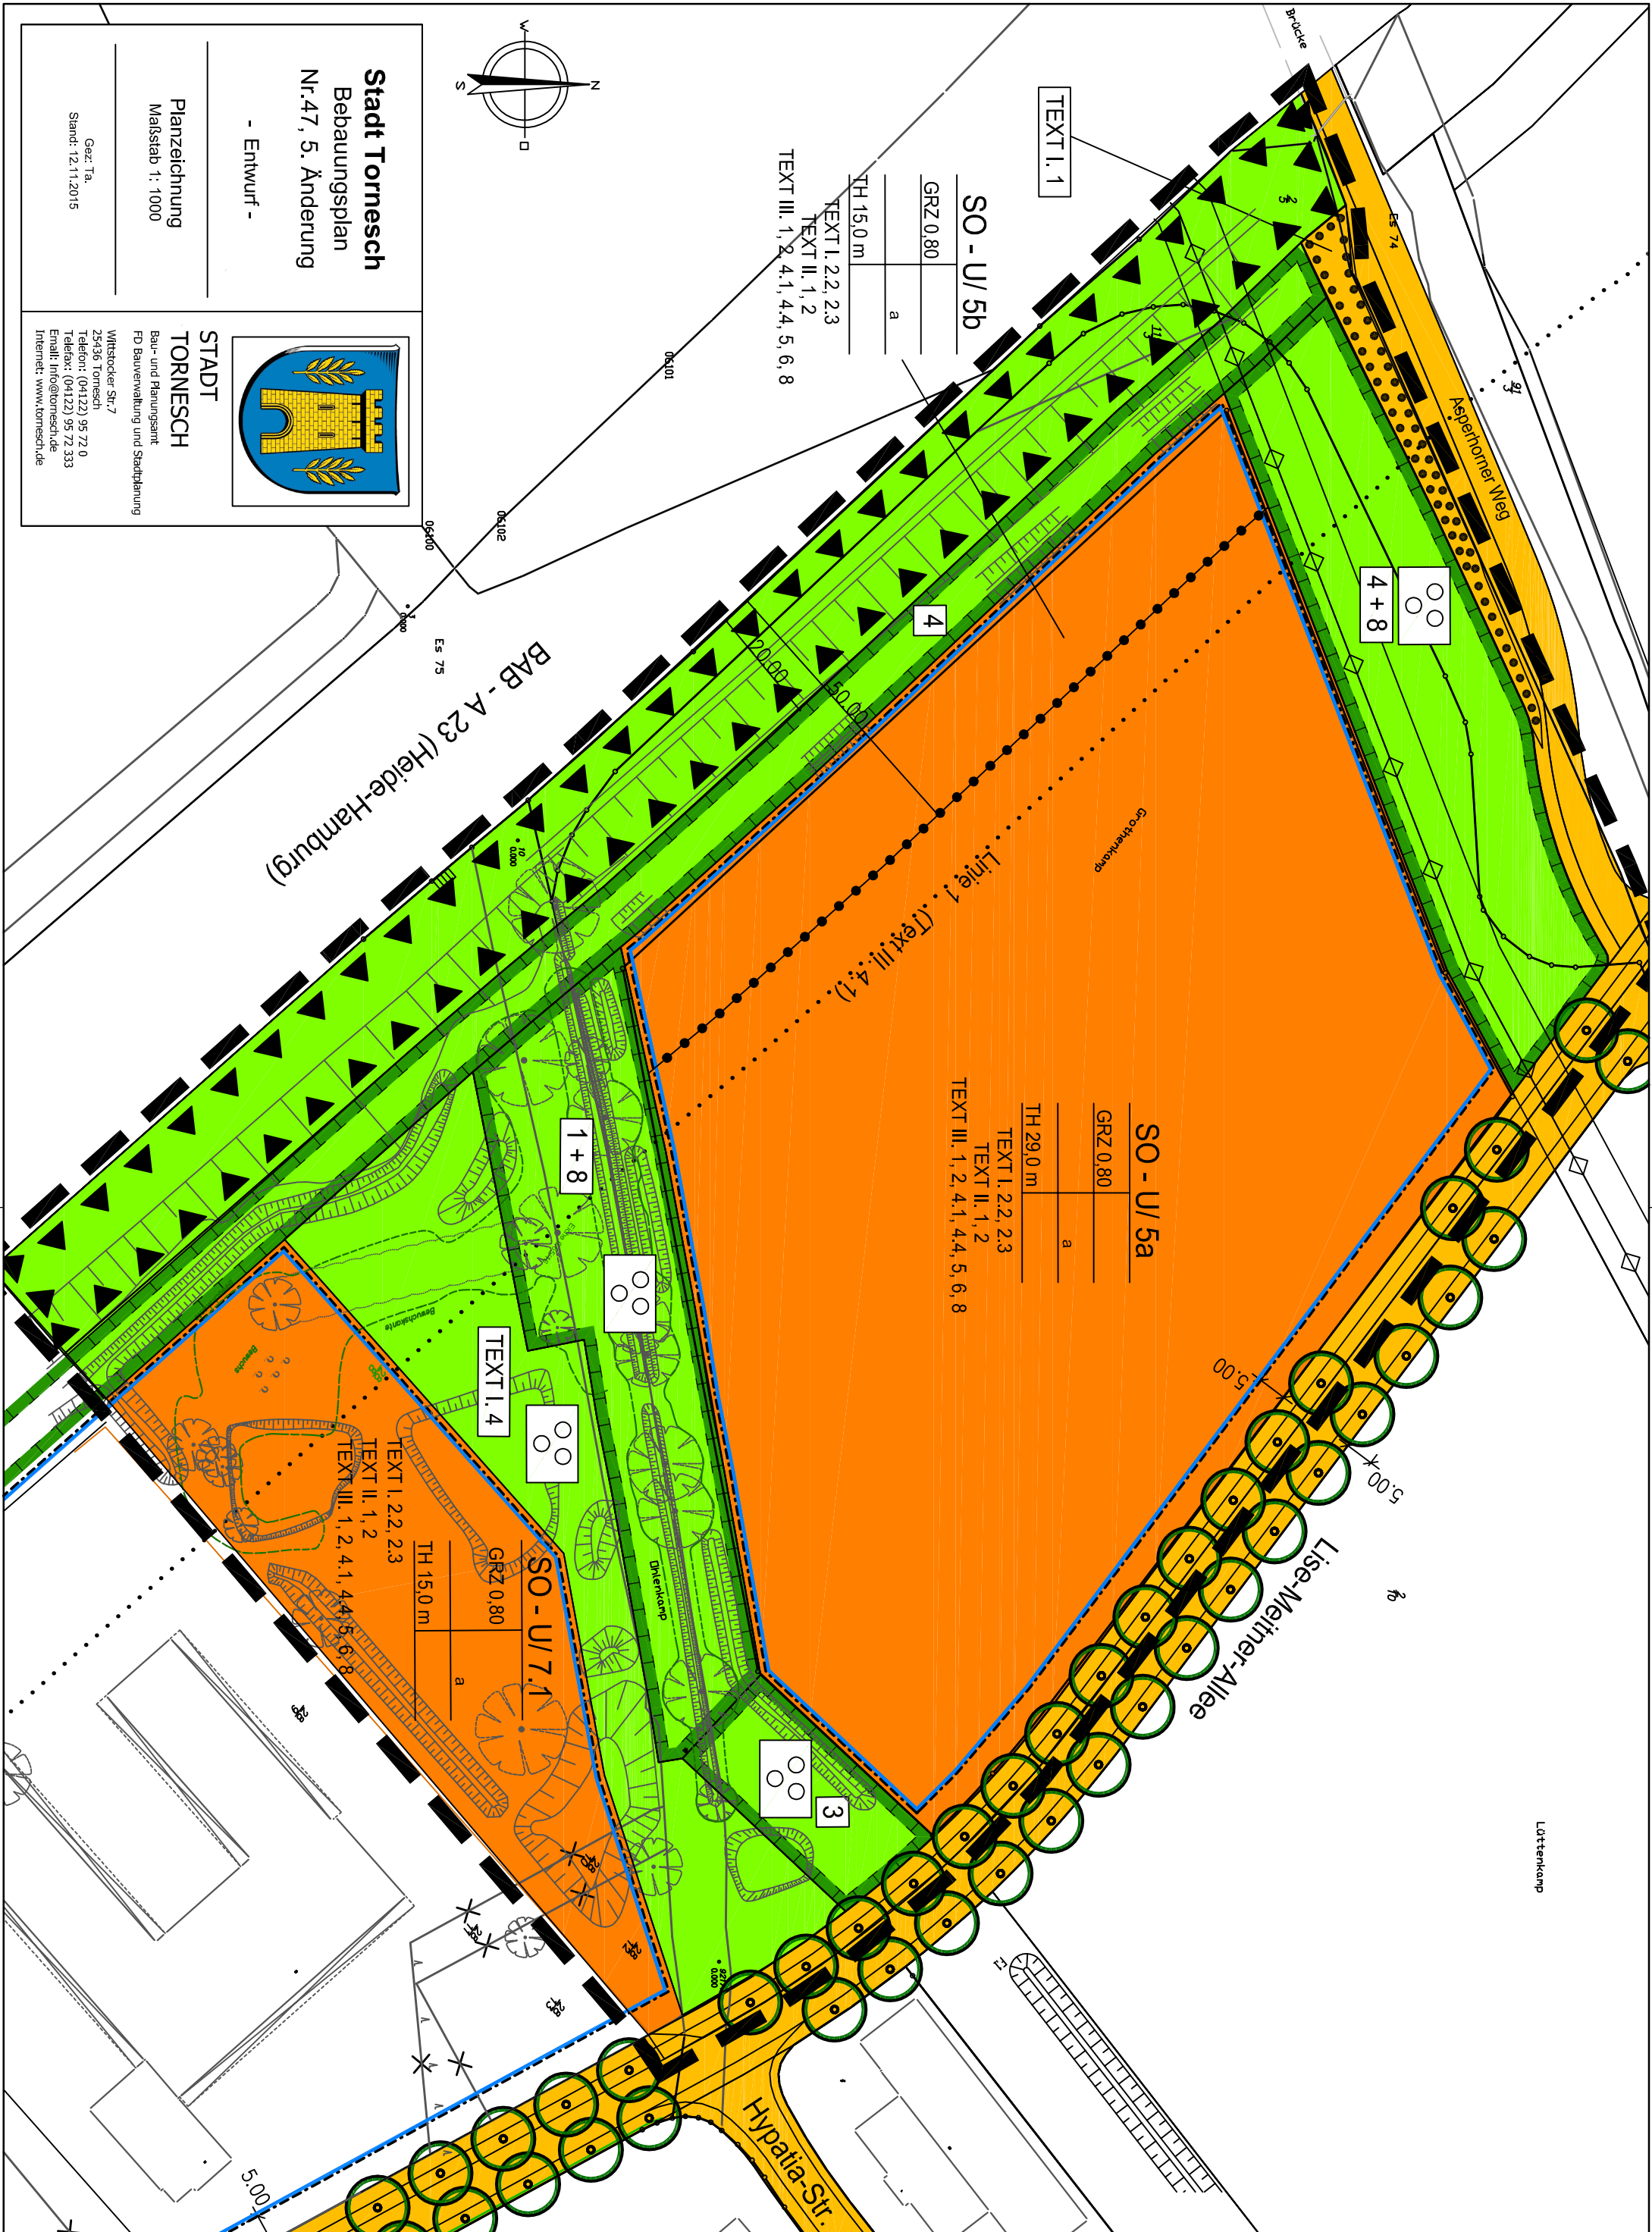 Stadt Tornesch
Bebauungsplan
Nr.47, 5. Änderung
- Entwurf -
Planzeichnung
Maßstab 1: 1000
Gez: Ta.
Stand: 12.11.2015
STADT
TORNESCH
Bau- und Planungsamt
FD Bauverwaltung und Stadtplanung
Wittstocker Str.7
25436 Tornesch
Telefon: (04122) 95 72 0
Telefax: (04122) 95 72 333
Email: Info@tornesch.de
Internet: www.tornesch.de
W
N
S
O
Brücke
TEXT I. 1
SO - U/ 5b
GRZ 0,80
a
TH 15,0 m
TEXT I. 2.2, 2.3
TEXT II. 1, 2
TEXT III. 1, 2, 4.1, 4.4, 5, 6, 8
Es 74
Asperhorner Weg
4 + 8
4
06101
06102
06100
Es 75
BAB - A 23 (Heide-Hamburg)
20.00
50.00
Linie 1 (Text III. 4.1)
Grothenkamp
SO - U/ 5a
GRZ 0,80
a
TH 29,0 m
TEXT I. 2.2, 2.3
TEXT II. 1, 2
TEXT III. 1, 2, 4.1, 4.4, 5, 6, 8
1 + 8
TEXT I. 4
Bewuchskante
Bewuchs
Ohlenkamp
SO - U/ 7.1
GRZ 0,80
a
TH 15,0 m
TEXT I. 2.2, 2.3
TEXT II. 1, 2
TEXT III. 1, 2, 4.1, 4.4, 5, 6, 8
3
5.00
5.00
Lise-Meitner-Allee
Lüttenkamp
Hypatia-Str.
5.00